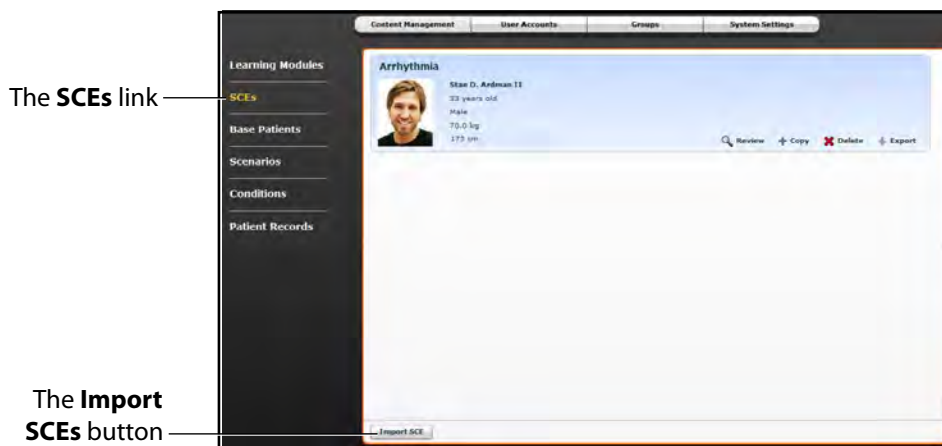 Content Management User Accounts Groups System Settings
Learning Modules
SCEs
Base Patients
Scenarios
Conditions
Patient Records
The SCEs link
Arrhythmia
Stan D. Ardman II
53 years old
Male
70.0 kg
175 cm
Review Copy Delete Export
The Import
SCEs button
Import SCE